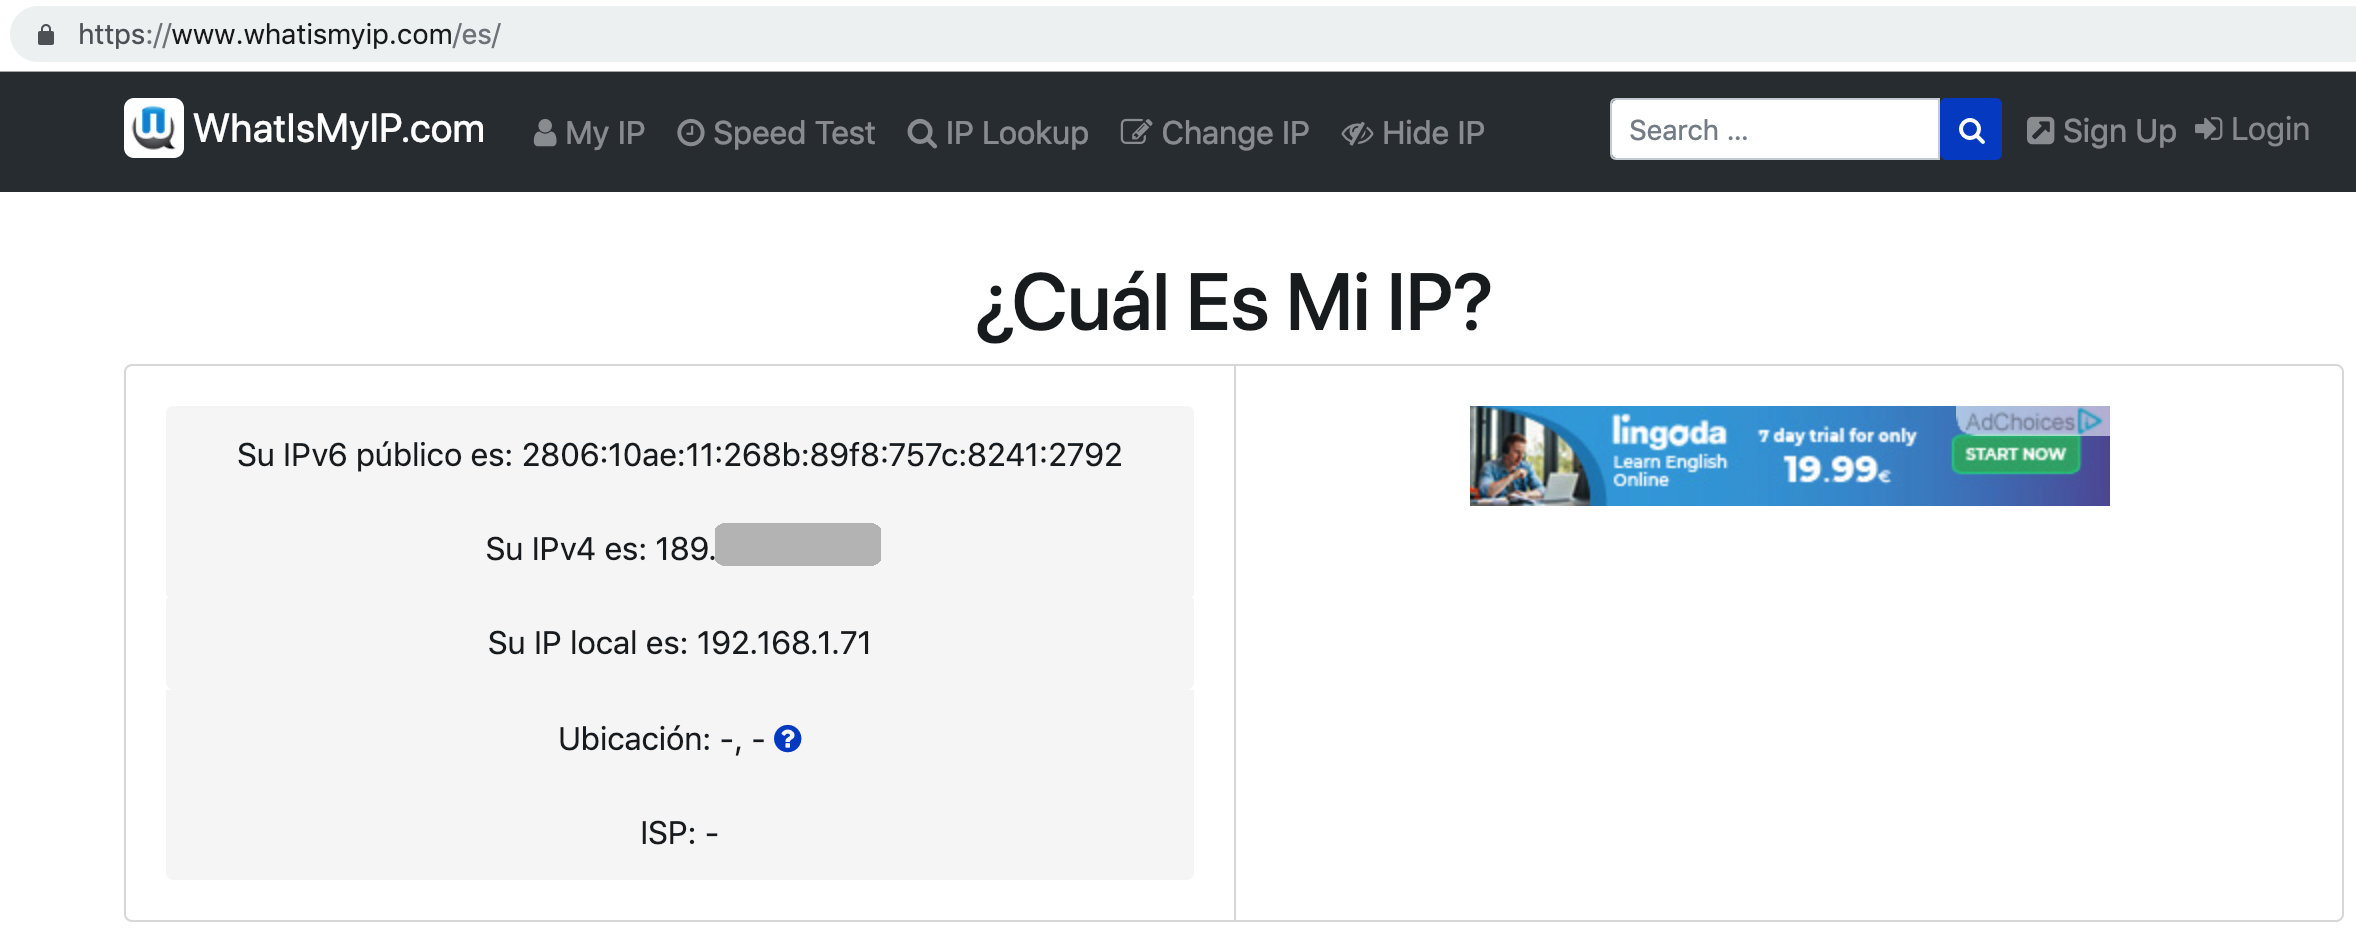 https://www.whatismyip.com/es/
WhatIsMyIP.com My IP Speed Test IP Lookup Change IP Hide IP Search ... Sign Up Login
¿Cuál Es Mi IP?
Su IPv6 público es: 2806:10ae:11:268b:89f8:757c:8241:2792
Su IPv4 es: 189.
Su IP local es: 192.168.1.71
Ubicación: -, - ?
ISP: -
lingoda
Learn English
Online
7 day trial for only
19.99€
AdChoices
START NOW